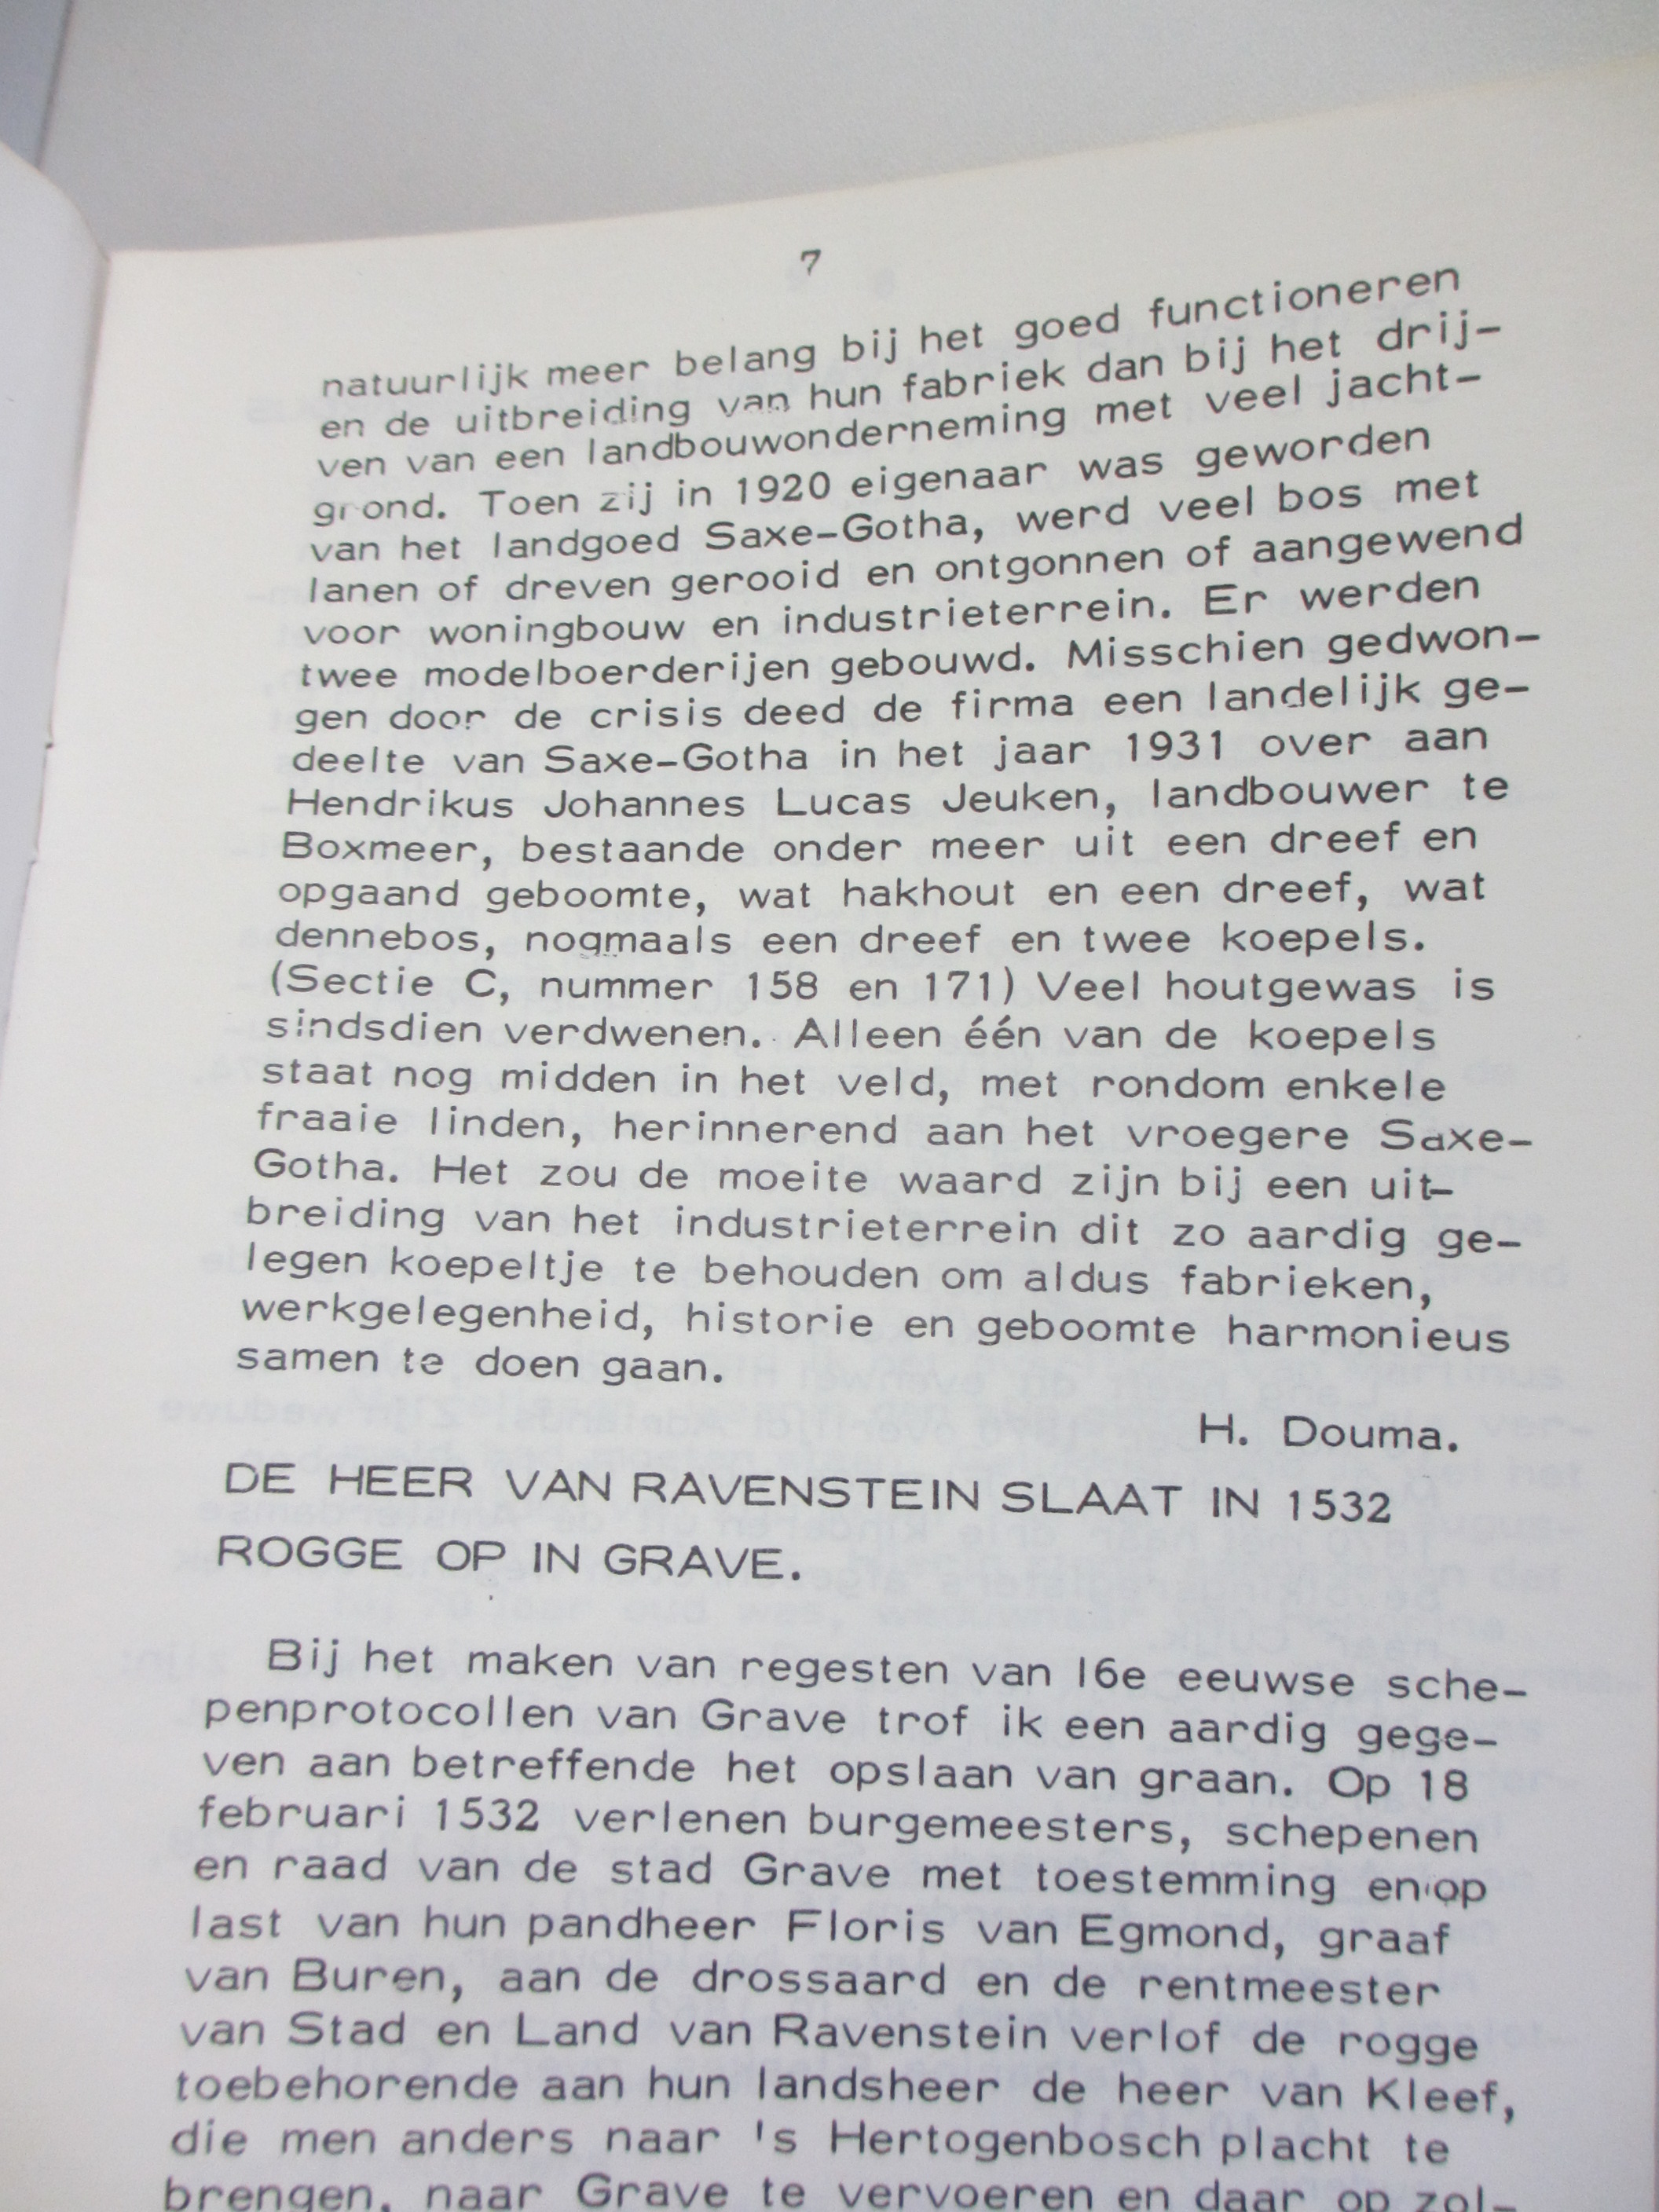 7
natuurlijk meer belang bij het goed functioneren
en de uitbreiding van hun fabriek dan bij het drij-
ven van een landbouwonderneming met veel jacht-
grond. Toen zij in 1920 eigenaar was geworden
van het landgoed Saxe-Gotha, werd veel bos met
lanen of dreven gerooid en ontgonnen of aangewend
voor woningbouw en industrieterrein. Er werden
twee modelboerderijen gebouwd. Misschien gedwon-
gen door de crisis deed de firma een landelijk ge-
deelte van Saxe-Gotha in het jaar 1931 over aan
Hendrikus Johannes Lucas Jeuken, landbouwer te
Boxmeer, bestaande onder meer uit een dreef en
opgaand geboomte, wat hakhout en een dreef, wat
dennebos, nogmaals een dreef en twee koepels.
(Sectie C, nummer 158 en 171) Veel houtgewas is
sindsdien verdwenen. Alleen één van de koepels
staat nog midden in het veld, met rondom enkele
fraaie linden, herinnerend aan het vroegere Saxe-
Gotha. Het zou de moeite waard zijn bij een uit-
breiding van het industrieterrein dit zo aardig ge-
legen koepeltje te behouden om aldus fabrieken,
werkgelegenheid, historie en geboomte harmonieus
samen te doen gaan.
H. Douma.
DE HEER VAN RAVENSTEIN SLAAT IN 1532
ROGGE OP IN GRAVE.
Bij het maken van regesten van 16e eeuwse sche-
penprotocollen van Grave trof ik een aardig gege-
ven aan betreffende het opslaan van graan. Op 18
februari 1532 verlenen burgemeesters, schepenen
en raad van de stad Grave met toestemming en op
last van hun pandheer Floris van Egmond, graaf
van Buren, aan de drossaard en de rentmeester
van Stad en Land van Ravenstein verlof de rogge
toebehorende aan hun landsheer de heer van Kleef,
die men anders naar 's Hertogenbosch placht te
brengen, naar Grave te vervoeren en daar op zol-